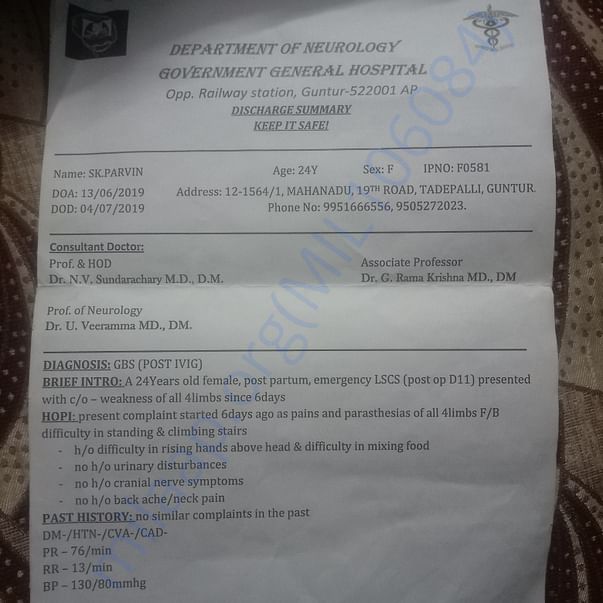 DEPARTMENT OF NEUROLOGY
GOVERNMENT GENERAL HOSPITAL
Opp. Railway station, Guntur-522001 AP
DISCHARGE SUMMARY
KEEP IT SAFE!
Name: SK.PARVIN Age: 24Y Sex: F IPNO: F0581
DOA: 13/06/2019 Address: 12-1564/1, MAHANADU, 19TH ROAD, TADEPALLI, GUNTUR.
DOD: 04/07/2019 Phone No: 9951666556, 9505272023.
Consultant Doctor:
Prof. & HOD Associate Professor
Dr. N.V. Sundarachary M.D., D.M. Dr. G. Rama Krishna MD., DM
Prof. of Neurology
Dr. U. Veeramma MD., DM.
DIAGNOSIS: GBS (POST IVIG)
BRIEF INTRO: A 24Years old female, post partum, emergency LSCS (post op D11) presented
with c/o – weakness of all 4limbs since 6days
HOPI: present complaint started 6days ago as pains and parasthesias of all 4limbs F/B
difficulty in standing & climbing stairs
- h/o difficulty in rising hands above head & difficulty in mixing food
- no h/o urinary disturbances
- no h/o cranial nerve symptoms
- no h/o back ache/neck pain
PAST HISTORY: no similar complaints in the past
DM-/HTN-/CVA-/CAD-
PR – 76/min
RR – 13/min
BP – 130/80mmhg